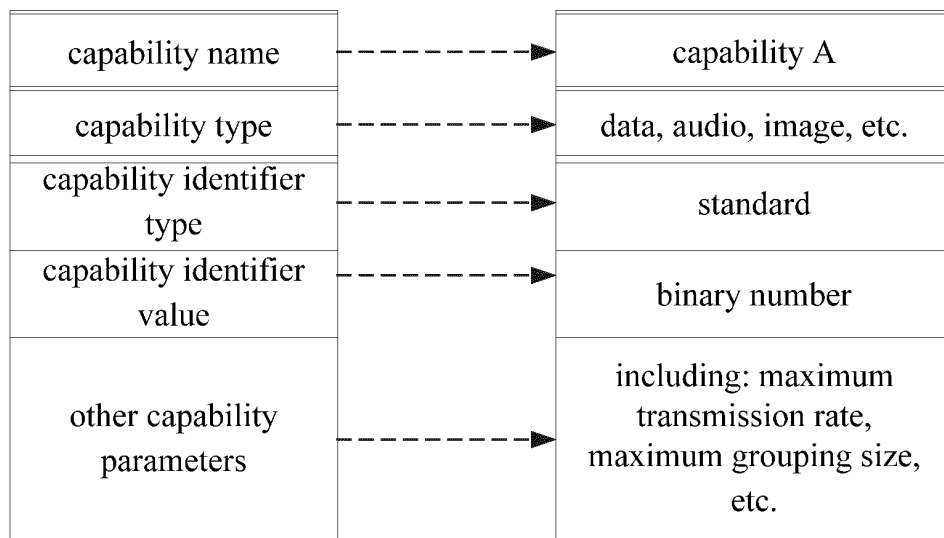 capability name
capability A
capability type
data, audio, image, etc.
capability identifier
type
standard
capability identifier
value
binary number
other capability
parameters
including: maximum
transmission rate,
maximum grouping size,
etc.